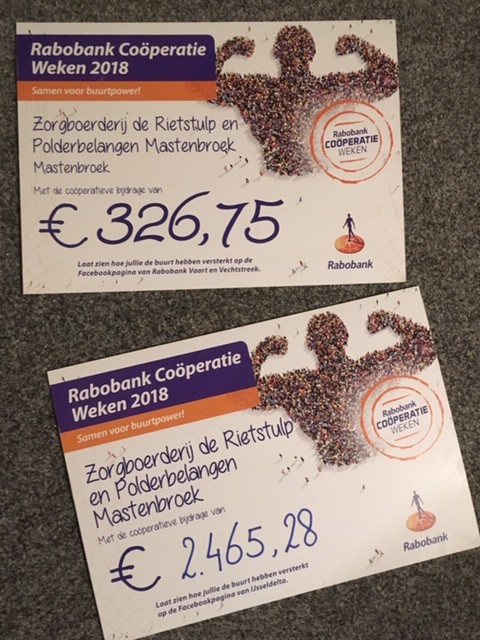 Rabobank Coöperatie
Weken 2018
Samen voor buurtpower!
Zorgboerderij de Rietstulp en
Polderbelangen Mastenbroek
Mastenbroek
Met de coöperatieve bijdrage van
€ 326,75
Laat zien hoe jullie de buurt hebben versterkt op de
Facebookpagina van Rabobank Vaart en Vechtstreek.
Rabobank
COÖPERATIE
WEKEN
Rabobank
Rabobank Coöperatie
Weken 2018
Samen voor buurtpower!
Zorgboerderij de Rietstulp
en Polderbelangen
Mastenbroek
Met de coöperatieve bijdrage van
€ 2.465,28
Laat zien hoe jullie de buurt hebben versterkt
op de Facebookpagina van IJsseldelta.
Rabobank
COÖPERATIE
WEKEN
Rabobank